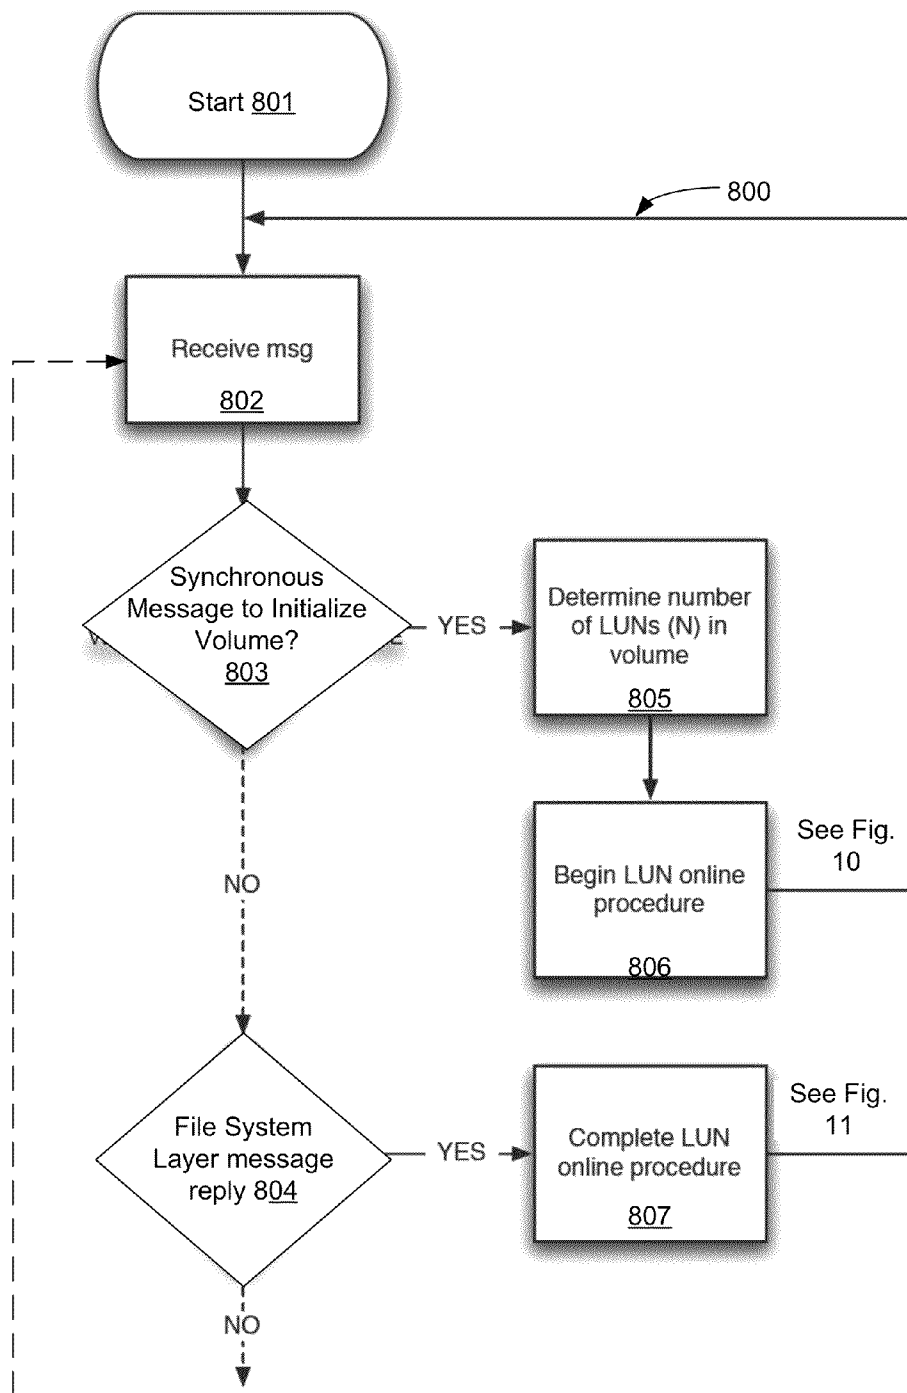 Start 801
800
Receive msg
802
Synchronous
Message to Initialize
Volume?
803
YES
Determine number
of LUNs (N) in
volume
805
See Fig.
10
Begin LUN online
procedure
806
NO
File System
Layer message
reply 804
YES
Complete LUN
online procedure
807
See Fig.
11
NO